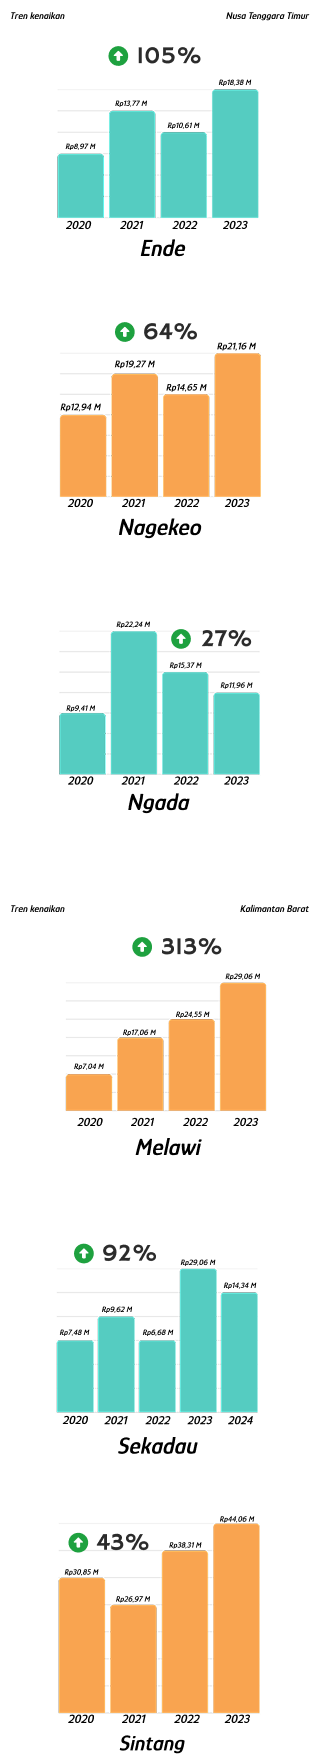 Tren kenaikan Nusa Tenggara Timur
105%
Rp18,38 M
Rp13,77 M
Rp10,61 M
Rp8,97 M
2020 2021 2022 2023
Ende
64%
Rp21,16 M
Rp19,27 M
Rp14,65 M
Rp12,94 M
2020 2021 2022 2023
Nagekeo
Rp22,24 M
27%
Rp15,37 M
Rp11,96 M
Rp9,41 M
2020 2021 2022 2023
Ngada
Tren kenaikan Kalimantan Barat
313%
Rp29,06 M
Rp24,55 M
Rp17,06 M
Rp7,04 M
2020 2021 2022 2023
Melawi
92%
Rp29,06 M
Rp14,34 M
Rp9,62 M
Rp7,48 M Rp6,68 M
2020 2021 2022 2023 2024
Sekadau
Rp44,06 M
43%
Rp38,31 M
Rp30,85 M
Rp26,97 M
2020 2021 2022 2023
Sintang